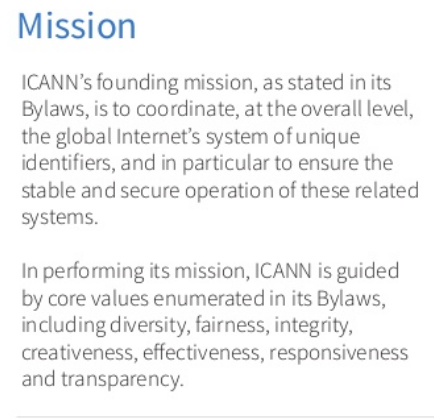 Mission
ICANN's founding mission, as stated in its
Bylaws, is to coordinate, at the overall level,
the global Internet's system of unique
identifiers, and in particular to ensure the
stable and secure operation of these related
systems.
In performing its mission, ICANN is guided
by core values enumerated in its Bylaws,
including diversity, fairness, integrity,
creativeness, effectiveness, responsiveness
and transparency.